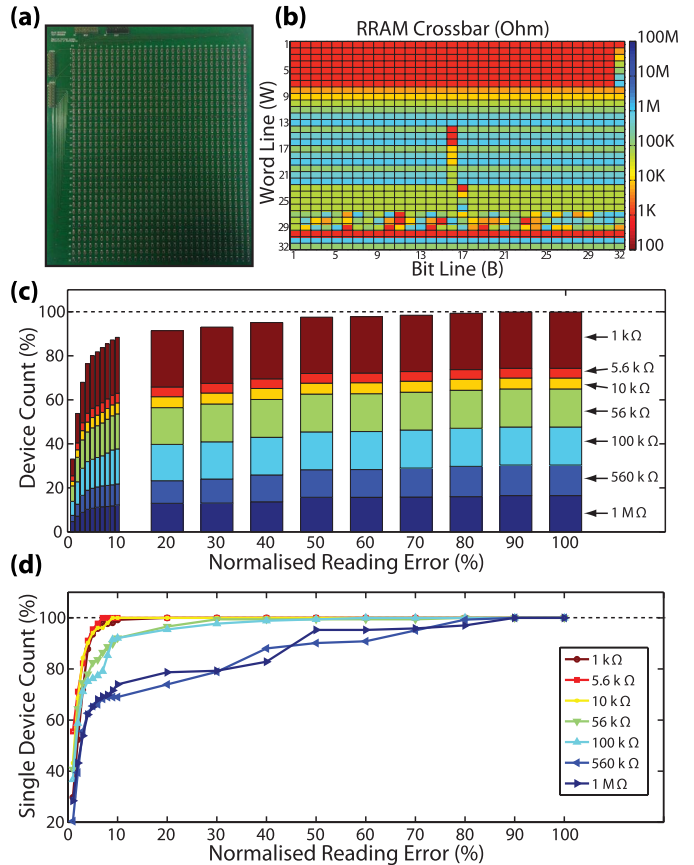 (a)
(b)
RRAM Crossbar (Ohm)
Word Line (W)
1
5
9
13
17
21
25
29
32
1 5 9 13 17 21 25 29 32
Bit Line (B)
100M
10M
1M
100K
10K
1K
100
(c)
Device Count (%)
100
80
60
40
20
0
0 10 20 30 40 50 60 70 80 90 100
Normalised Reading Error (%)
1 kΩ
5.6 kΩ
10 kΩ
56 kΩ
100 kΩ
560 kΩ
1 MΩ
(d)
Single Device Count (%)
100
80
60
40
20
0 10 20 30 40 50 60 70 80 90 100
Normalised Reading Error (%)
1 kΩ
5.6 kΩ
10 kΩ
56 kΩ
100 kΩ
560 kΩ
1 MΩ